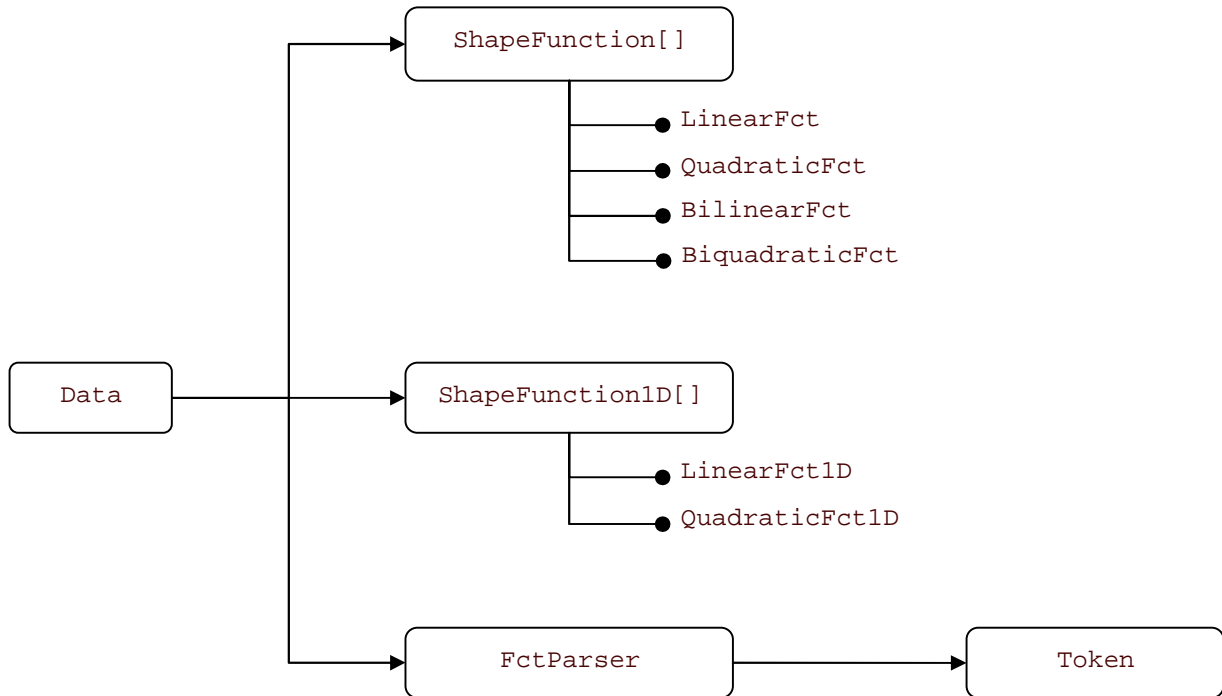 ShapeFunction[]
LinearFct
QuadraticFct
BilinearFct
BiquadraticFct
Data
ShapeFunction1D[]
LinearFct1D
QuadraticFct1D
FctParser
Token